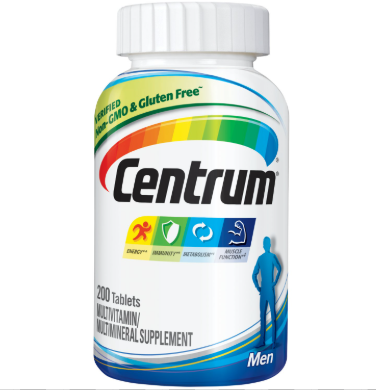 VERIFIED
Non-GMO & Gluten Free~
Centrum®
ENERGY***
IMMUNITY***
METABOLISM***
MUSCLE
FUNCTION*‡
200 Tablets
MULTIVITAMIN/
MULTIMINERAL SUPPLEMENT
Men